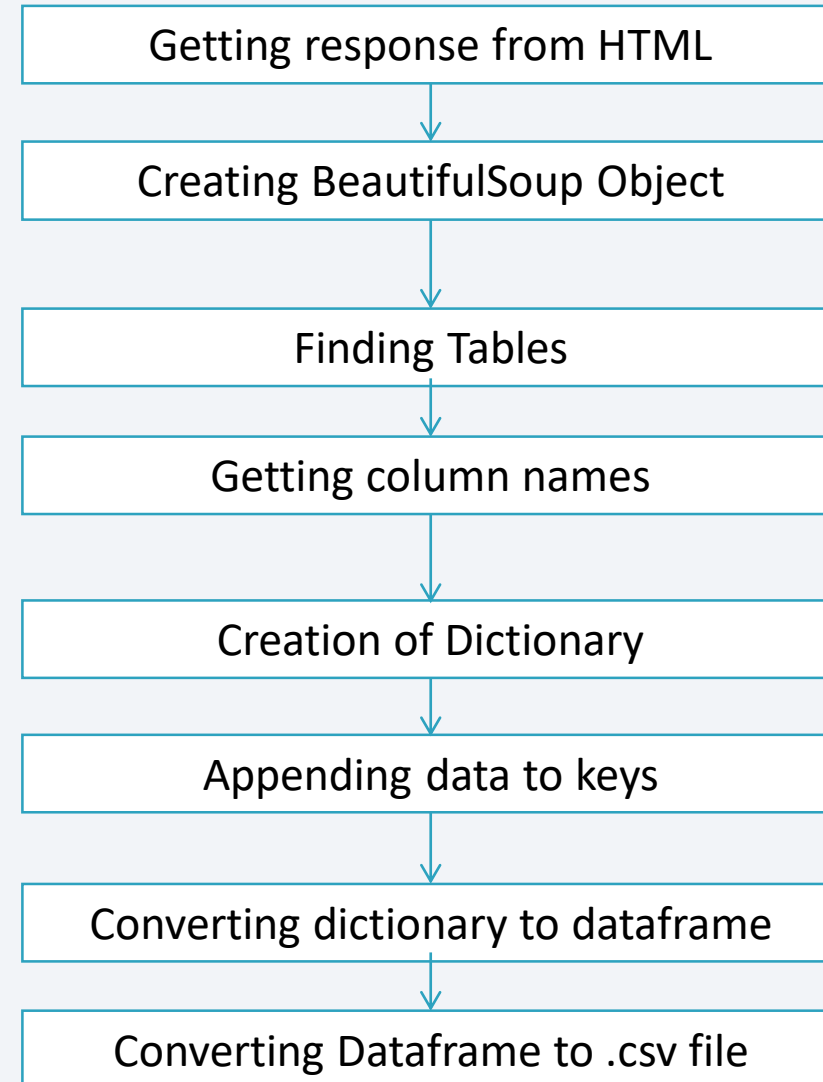 Getting response from HTML
Creating BeautifulSoup Object
Finding Tables
Getting column names
Creation of Dictionary
Appending data to keys
Converting dictionary to dataframe
Converting Dataframe to .csv file